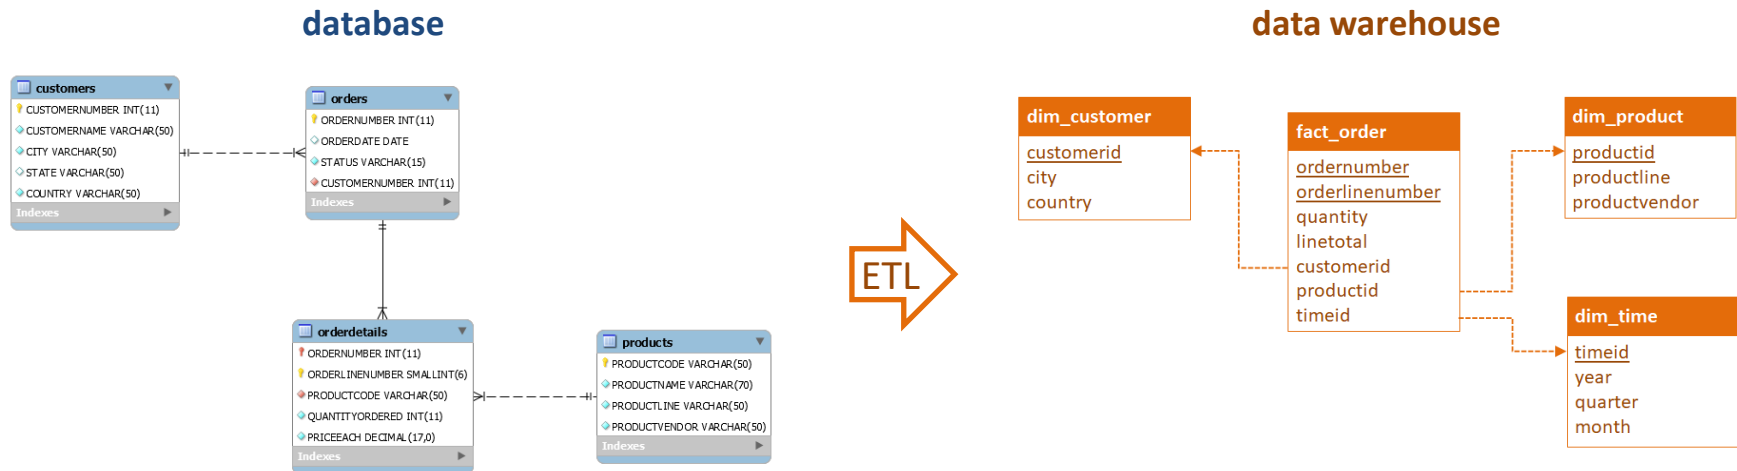 database
data warehouse
customers
CUSTOMERNUMBER INT(11)
CUSTOMERNAME VARCHAR(50)
CITY VARCHAR(50)
STATE VARCHAR(50)
COUNTRY VARCHAR(50)
Indexes
orders
ORDERNUMBER INT(11)
ORDERDATE DATE
STATUS VARCHAR(15)
CUSTOMERNUMBER INT(11)
Indexes
orderdetails
ORDERNUMBER INT(11)
ORDERLINENUMBER SMALLINT(6)
PRODUCTCODE VARCHAR(50)
QUANTITYORDERED INT(11)
PRICEEACH DECIMAL(17,0)
Indexes
products
PRODUCTCODE VARCHAR(50)
PRODUCTNAME VARCHAR(70)
PRODUCTLINE VARCHAR(50)
PRODUCTVENDOR VARCHAR(50)
Indexes
ETL
dim_customer
customerid
city
country
fact_order
ordernumber
orderlinenumber
quantity
linetotal
customerid
productid
timeid
dim_product
productid
productline
productvendor
dim_time
timeid
year
quarter
month